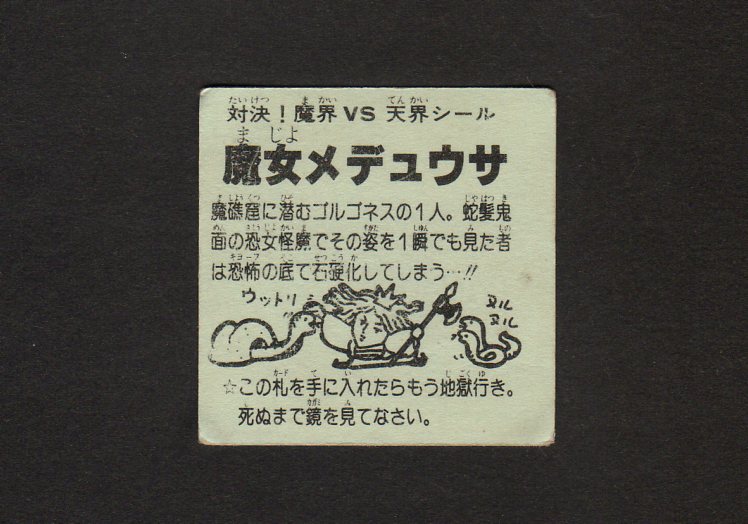 対決！魔界VS天界シール
魔女メデュウサ
魔礁窟に潜むゴルゴネスの1人。蛇髪鬼
面の恐女怪魔でその姿を1瞬でも見た者
は恐怖の底で石硬化してしまう…!!
ウットリ
ヌル
ヌル
☆この札を手に入れたらもう地獄行き。
死ぬまで鏡を見てなさい。